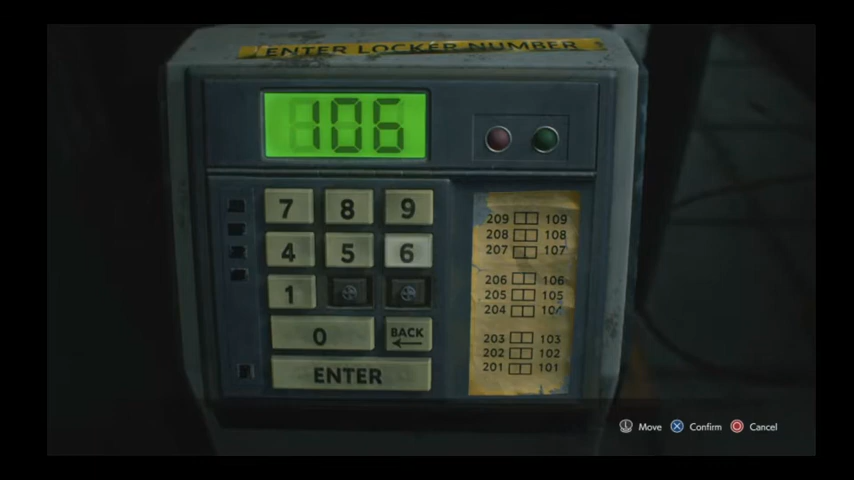 ENTER LOCKER NUMBER
106
7 8 9
4 5 6
1
0 BACK
ENTER
209 109
208 108
207 107
206 106
205 105
204 104
203 103
202 102
201 101
Move Confirm Cancel